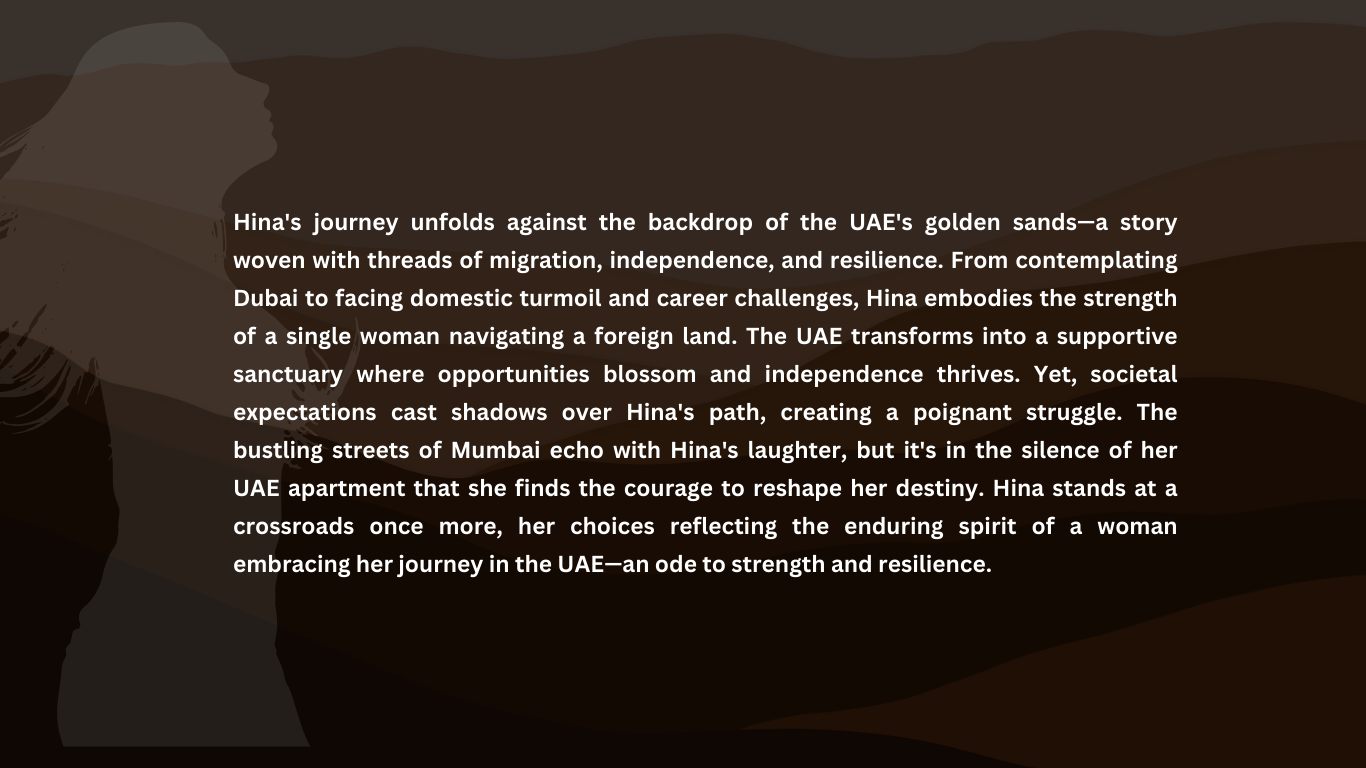 Hina's journey unfolds against the backdrop of the UAE's golden sands—a story
woven with threads of migration, independence, and resilience. From contemplating
Dubai to facing domestic turmoil and career challenges, Hina embodies the strength
of a single woman navigating a foreign land. The UAE transforms into a supportive
sanctuary where opportunities blossom and independence thrives. Yet, societal
expectations cast shadows over Hina's path, creating a poignant struggle. The
bustling streets of Mumbai echo with Hina's laughter, but it's in the silence of her
UAE apartment that she finds the courage to reshape her destiny. Hina stands at a
crossroads once more, her choices reflecting the enduring spirit of a woman
embracing her journey in the UAE—an ode to strength and resilience.